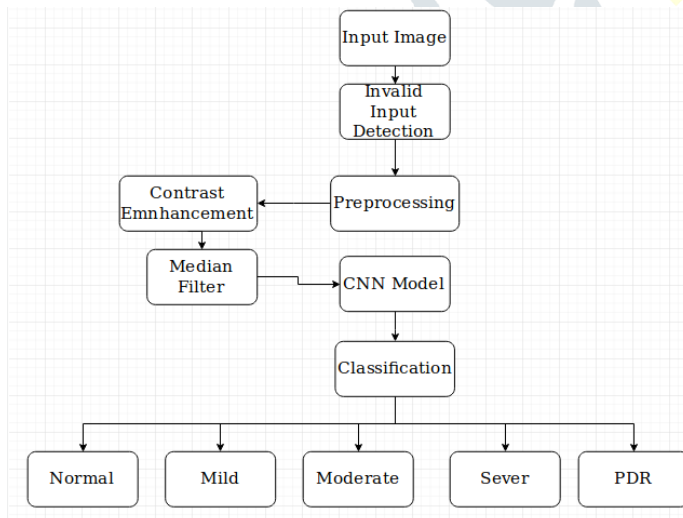 Input Image
Invalid
Input
Detection
Contrast
Emnhancement
Preprocessing
Median
Filter
CNN Model
Classification
Normal
Mild
Moderate
Sever
PDR